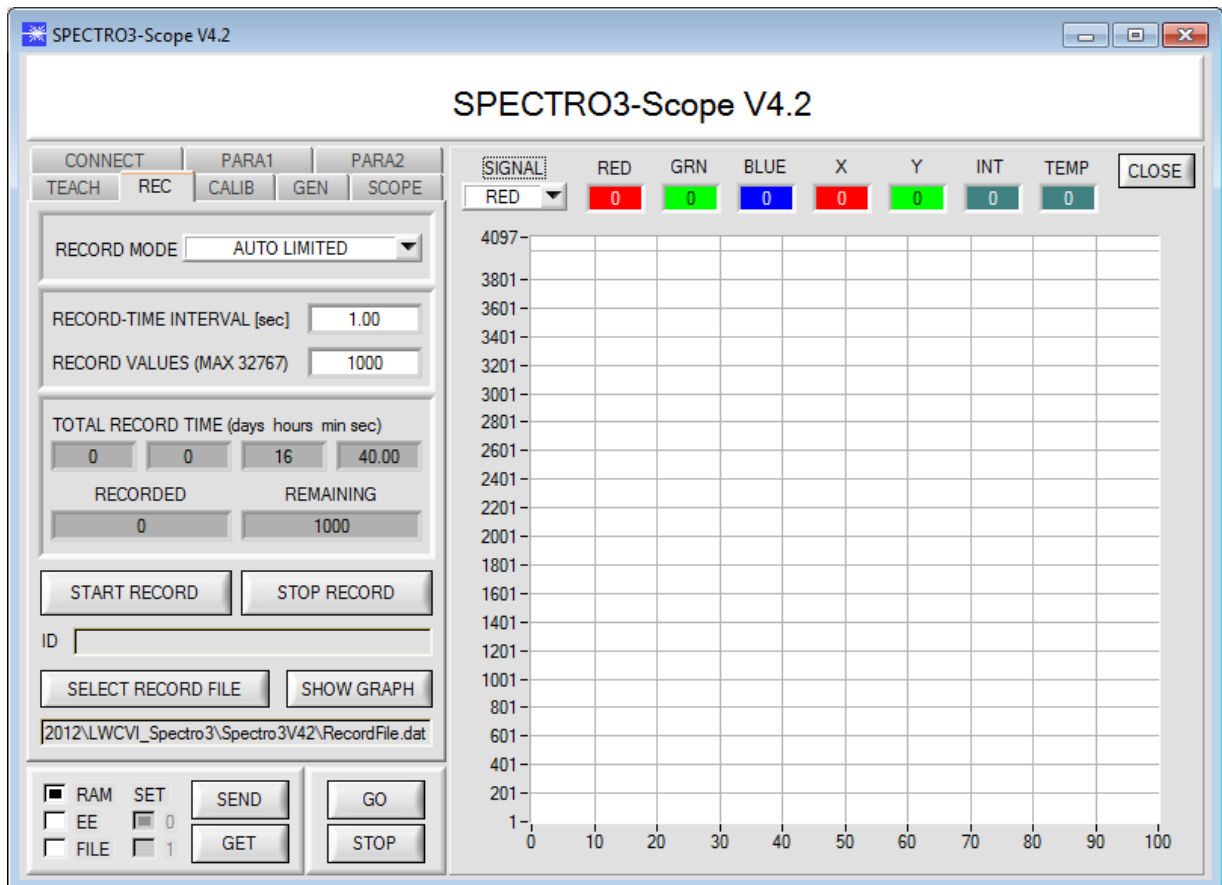 SPECTRO3-Scope V4.2
SPECTRO3-Scope V4.2
CONNECT PARA1 PARA2
TEACH REC CALIB GEN SCOPE
RECORD MODE AUTO LIMITED
RECORD-TIME INTERVAL [sec] 1.00
RECORD VALUES (MAX 32767) 1000
TOTAL RECORD TIME (days hours min sec)
0 0 16 40.00
RECORDED REMAINING
0 1000
START RECORD STOP RECORD
ID
SELECT RECORD FILE SHOW GRAPH
2012\LWCVI_Spectro3\Spectro3V42\RecordFile.dat
RAM SET SEND GO
EE 0
FILE 1 GET STOP
SIGNAL RED GRN BLUE X Y INT TEMP CLOSE
RED 0 0 0 0 0 0 0
4097
3801
3601
3401
3201
3001
2801
2601
2401
2201
2001
1801
1601
1401
1201
1001
801
601
401
201
1
0 10 20 30 40 50 60 70 80 90 100